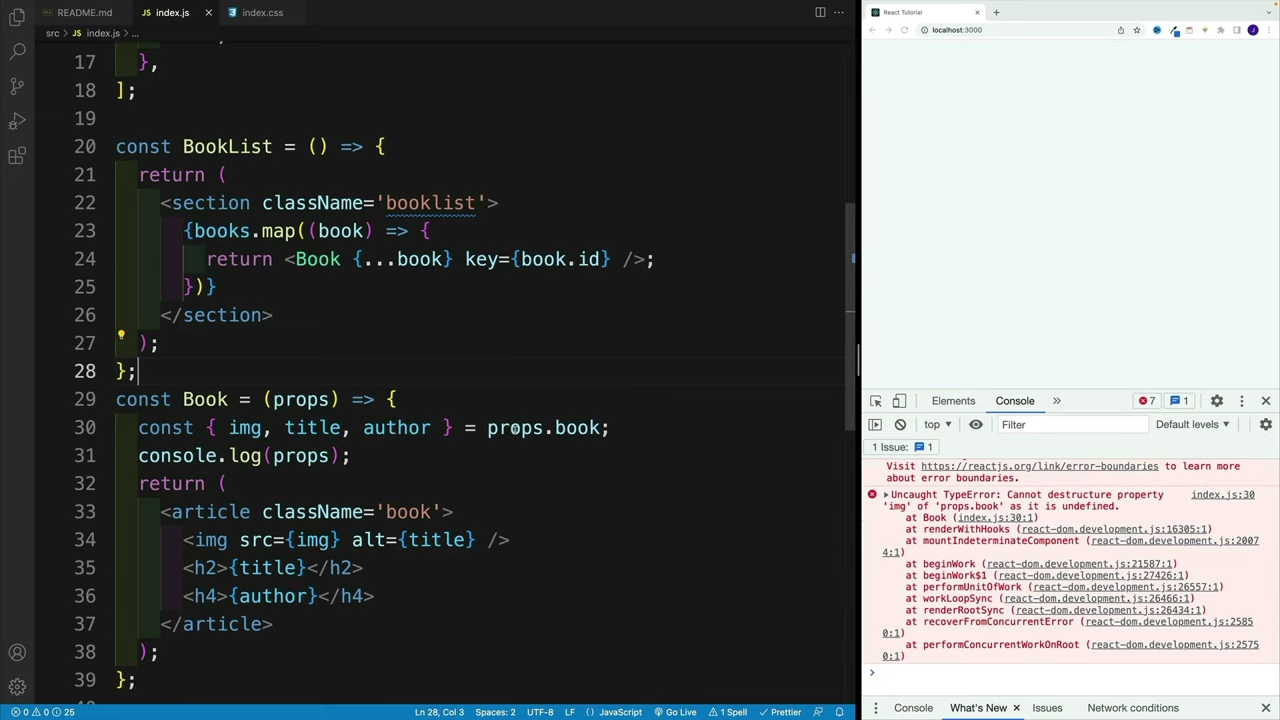 README.md
JS index.js
index.css
src > JS index.js > ...
17 },
18 ];
19
20 const BookList = () => {
21 return (
22 <section className='booklist'>
23 {books.map((book) => {
24 return <Book {...book} key={book.id} />;
25 })}
26 </section>
27 );
28 };
29 const Book = (props) => {
30 const { img, title, author } = props.book;
31 console.log(props);
32 return (
33 <article className='book'>
34 <img src={img} alt={title} />
35 <h2>{title}</h2>
36 <h4>{author}</h4>
37 </article>
38 );
39 };
0 0 25
Ln 28, Col 3 Spaces: 2 UTF-8 LF {} JavaScript Go Live 1 Spell Prettier
React Tutorial
localhost:3000
J
Elements Console » 7 1
top Filter Default levels
1 Issue: 1
Visit https://reactjs.org/link/error-boundaries to learn more
about error boundaries.
Uncaught TypeError: Cannot destructure property index.js:30
'img' of 'props.book' as it is undefined.
at Book (index.js:30:1)
at renderWithHooks (react-dom.development.js:16305:1)
at mountIndeterminateComponent (react-dom.development.js:2007
4:1)
at beginWork (react-dom.development.js:21587:1)
at beginWork$1 (react-dom.development.js:27426:1)
at performUnitOfWork (react-dom.development.js:26557:1)
at workLoopSync (react-dom.development.js:26466:1)
at renderRootSync (react-dom.development.js:26434:1)
at recoverFromConcurrentError (react-dom.development.js:2585
0:1)
at performConcurrentWorkOnRoot (react-dom.development.js:2575
0:1)
>
Console What's New Issues Network conditions